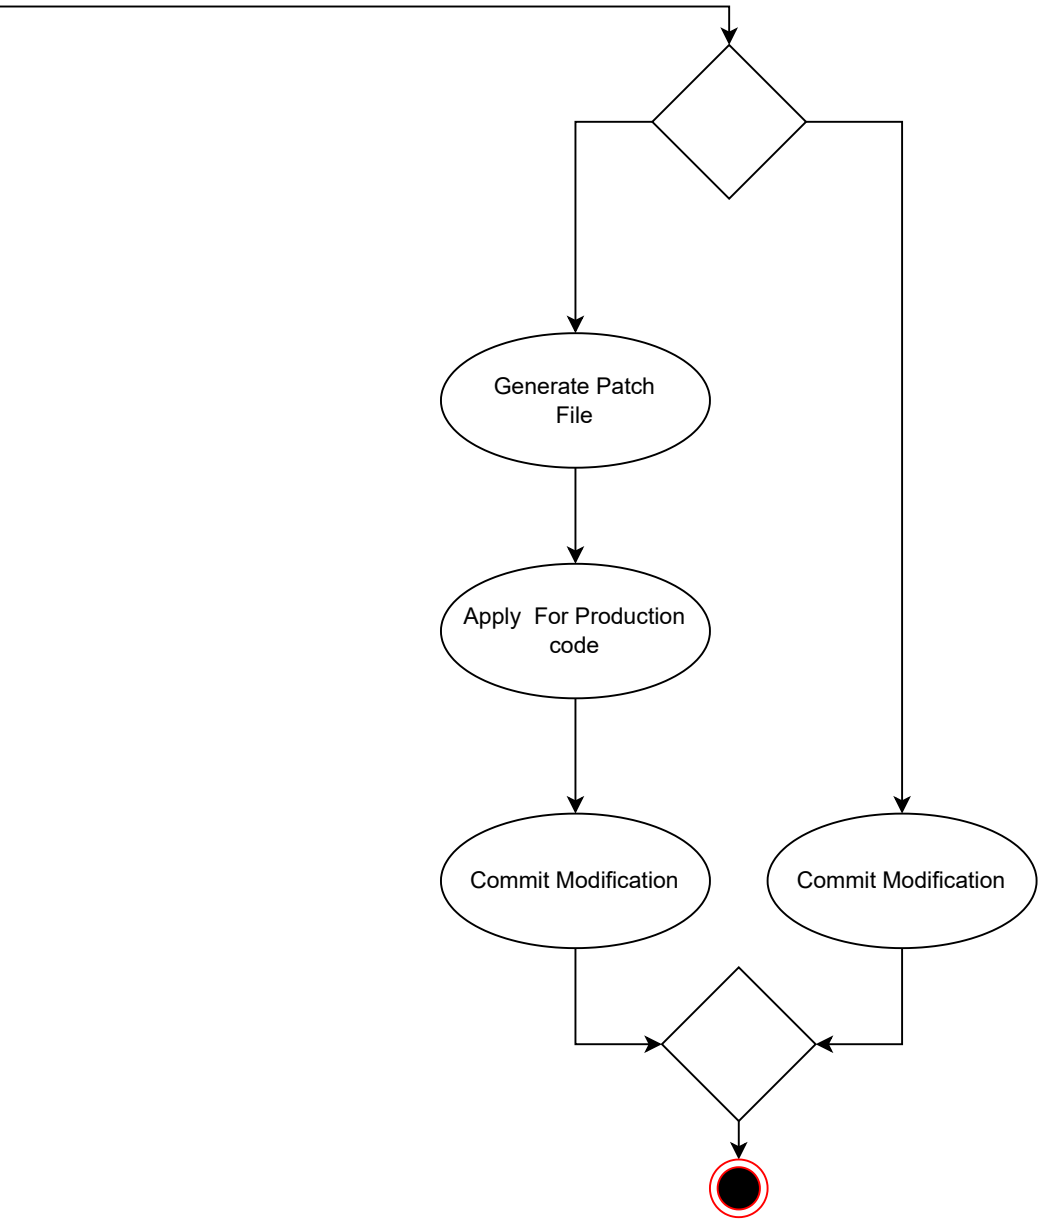 Generate Patch
File
Apply  For Production
code
Commit Modification
Commit Modification